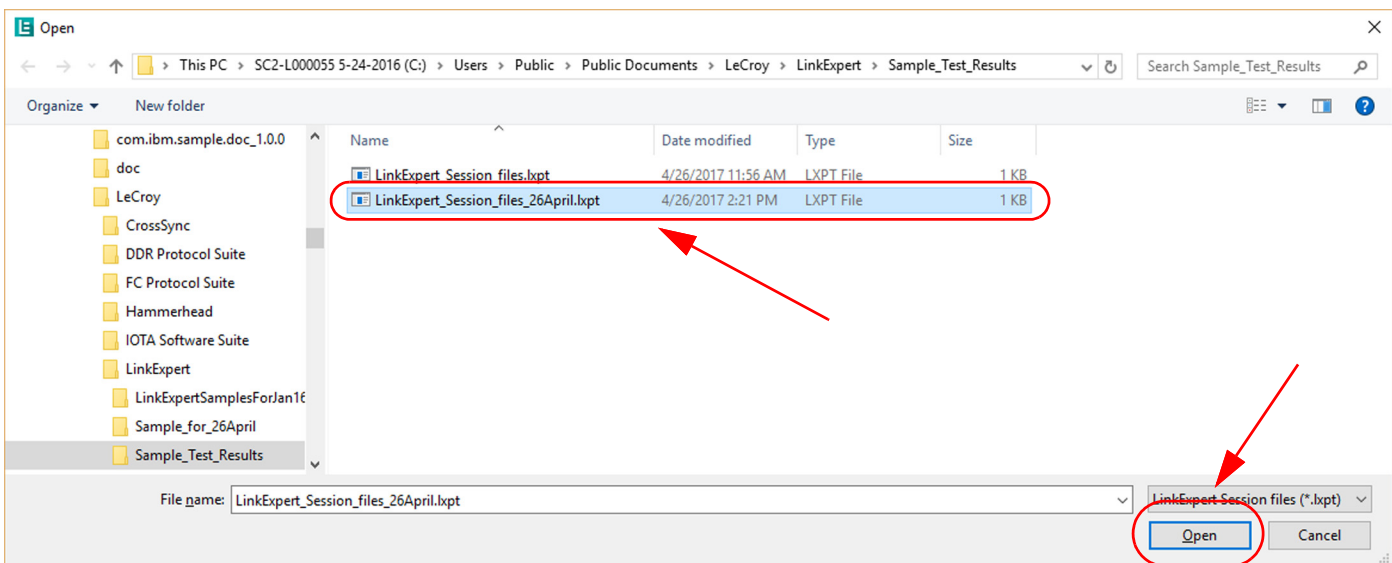 Open
This PC > SC2-L000055 5-24-2016 (C:) > Users > Public > Public Documents > LeCroy > LinkExpert > Sample_Test_Results
Search Sample_Test_Results
Organize
New folder
com.ibm.sample.doc_1.0.0
doc
LeCroy
CrossSync
DDR Protocol Suite
FC Protocol Suite
Hammerhead
IOTA Software Suite
LinkExpert
LinkExpertSamplesForJan16
Sample_for_26April
Sample_Test_Results
Name Date modified Type Size
LinkExpert_Session_files.lxpt 4/26/2017 11:56 AM LXPT File 1 KB
LinkExpert_Session_files_26April.lxpt 4/26/2017 2:21 PM LXPT File 1 KB
File name: LinkExpert_Session_files_26April.lxpt
LinkExpert Session files (*.lxpt)
Open Cancel